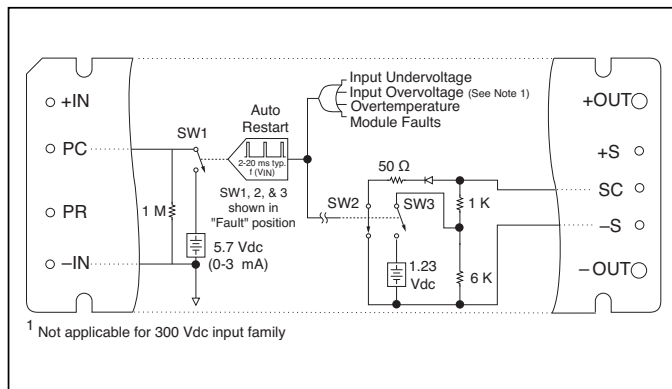 +IN
PC
PR
–IN
1 M
SW1
5.7 Vdc
(0-3 mA)
Auto
Restart
2-20 ms typ.
f (VIN)
SW1, 2, & 3
shown in
"Fault" position
Input Undervoltage
Input Overvoltage (See Note 1)
Overtemperature
Module Faults
50 Ω
SW2
SW3
1 K
1.23
Vdc
6 K
+OUT
+S
SC
–S
–OUT
1 Not applicable for 300 Vdc input family